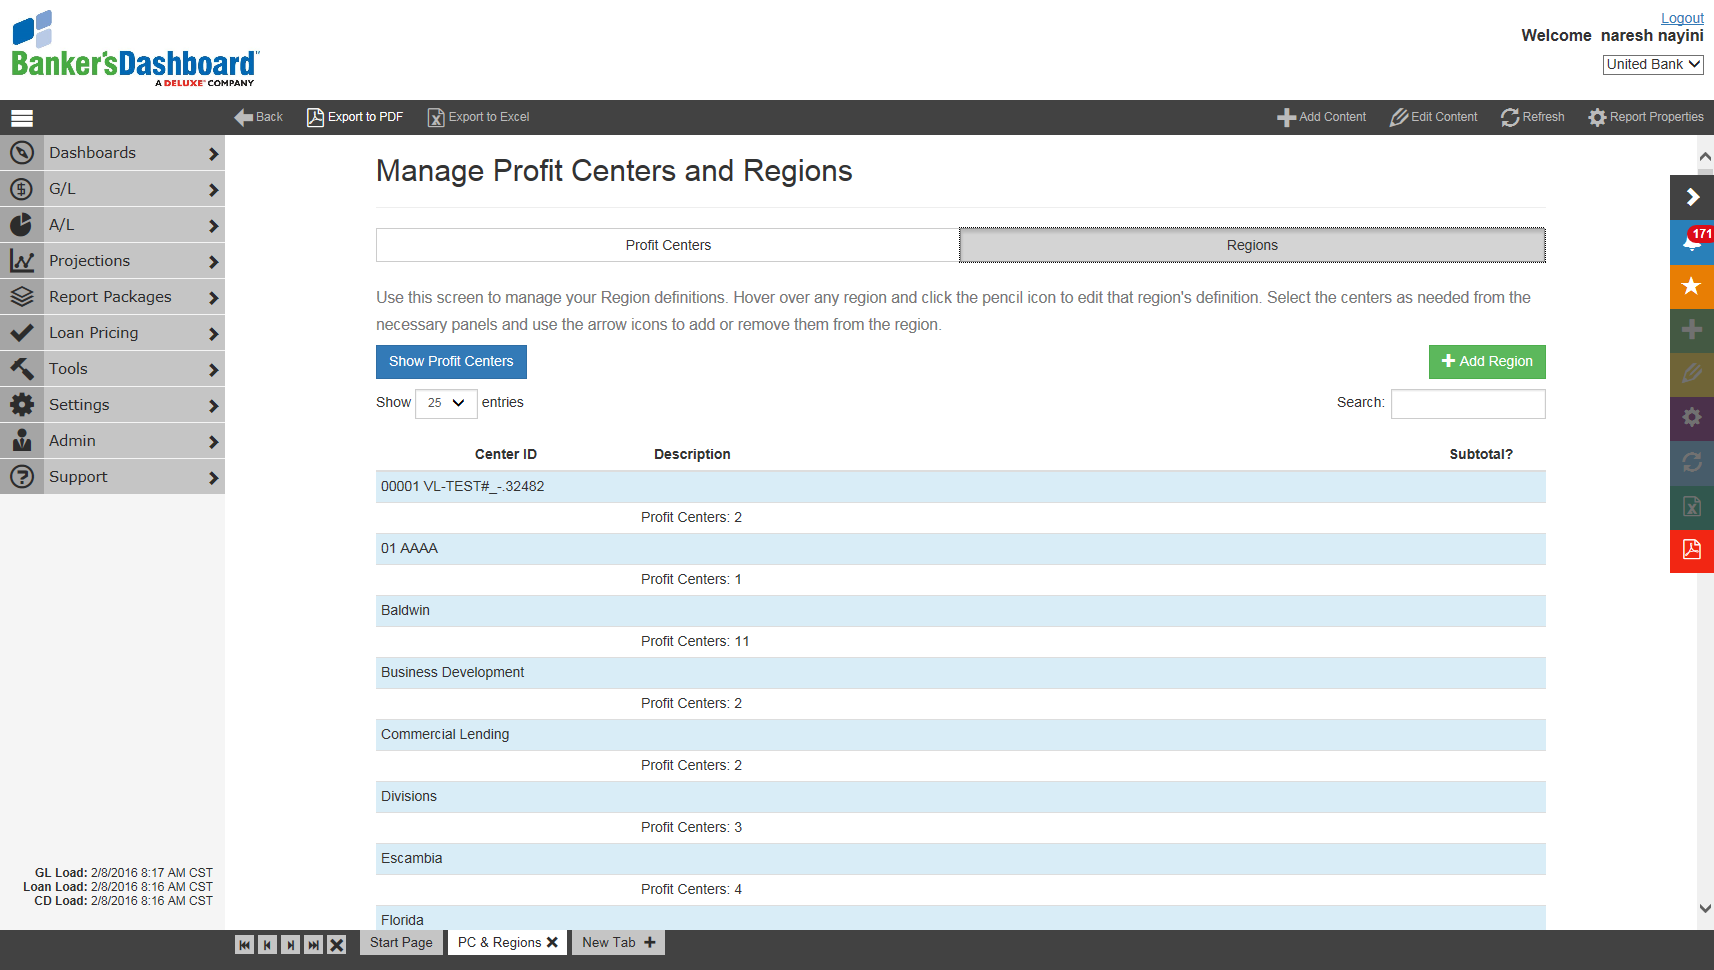 Logout
Welcome naresh nayini
United Bank
Banker'sDashboard
A DELUXE COMPANY
Back
Export to PDF
Export to Excel
Add Content
Edit Content
Refresh
Report Properties
Dashboards
G/L
A/L
Projections
Report Packages
Loan Pricing
Tools
Settings
Admin
Support
GL Load: 2/8/2016 8:17 AM CST
Loan Load: 2/8/2016 8:16 AM CST
CD Load: 2/8/2016 8:16 AM CST
Manage Profit Centers and Regions
Profit Centers
Regions
Use this screen to manage your Region definitions. Hover over any region and click the pencil icon to edit that region's definition. Select the centers as needed from the
necessary panels and use the arrow icons to add or remove them from the region.
Show Profit Centers
Add Region
Show 25 entries
Search:
Center ID Description Subtotal?
00001 VL-TEST#_-.32482
Profit Centers: 2
01 AAAA
Profit Centers: 1
Baldwin
Profit Centers: 11
Business Development
Profit Centers: 2
Commercial Lending
Profit Centers: 2
Divisions
Profit Centers: 3
Escambia
Profit Centers: 4
Florida
171
Start Page
PC & Regions
New Tab